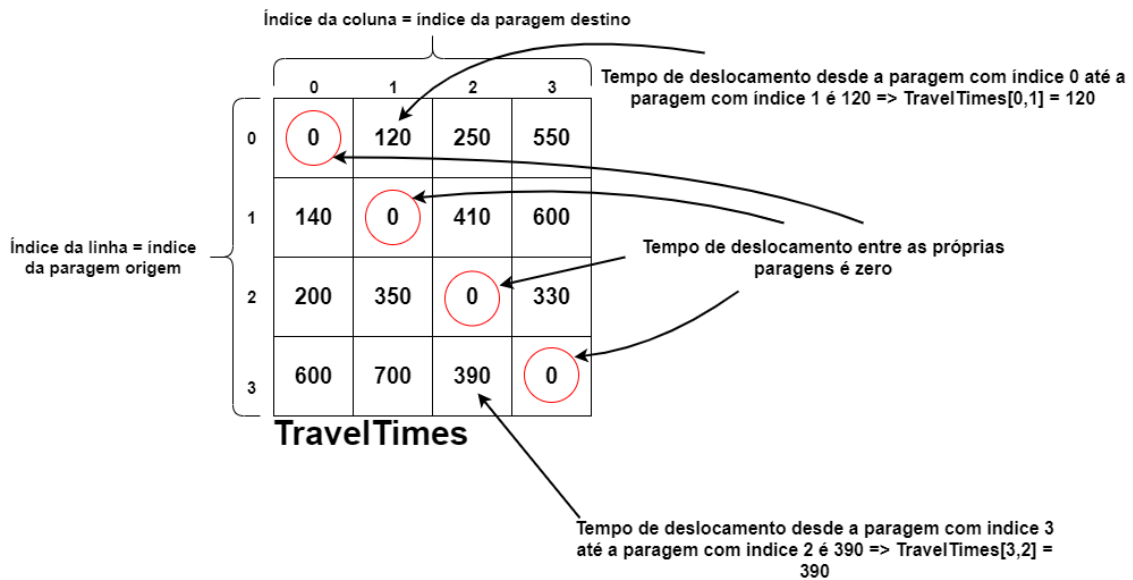 Índice da coluna = índice da paragem destino
Tempo de deslocamento desde a paragem com índice 0 até a
paragem com índice 1 é 120 => TravelTimes[0,1] = 120
0 1 2 3
0 0 120 250 550
1 140 0 410 600
Índice da linha = índice
da paragem origem
Tempo de deslocamento entre as próprias
paragens é zero
2 200 350 0 330
3 600 700 390 0
TravelTimes
Tempo de deslocamento desde a paragem com indice 3
até a paragem com indice 2 é 390 => TravelTimes[3,2] =
390